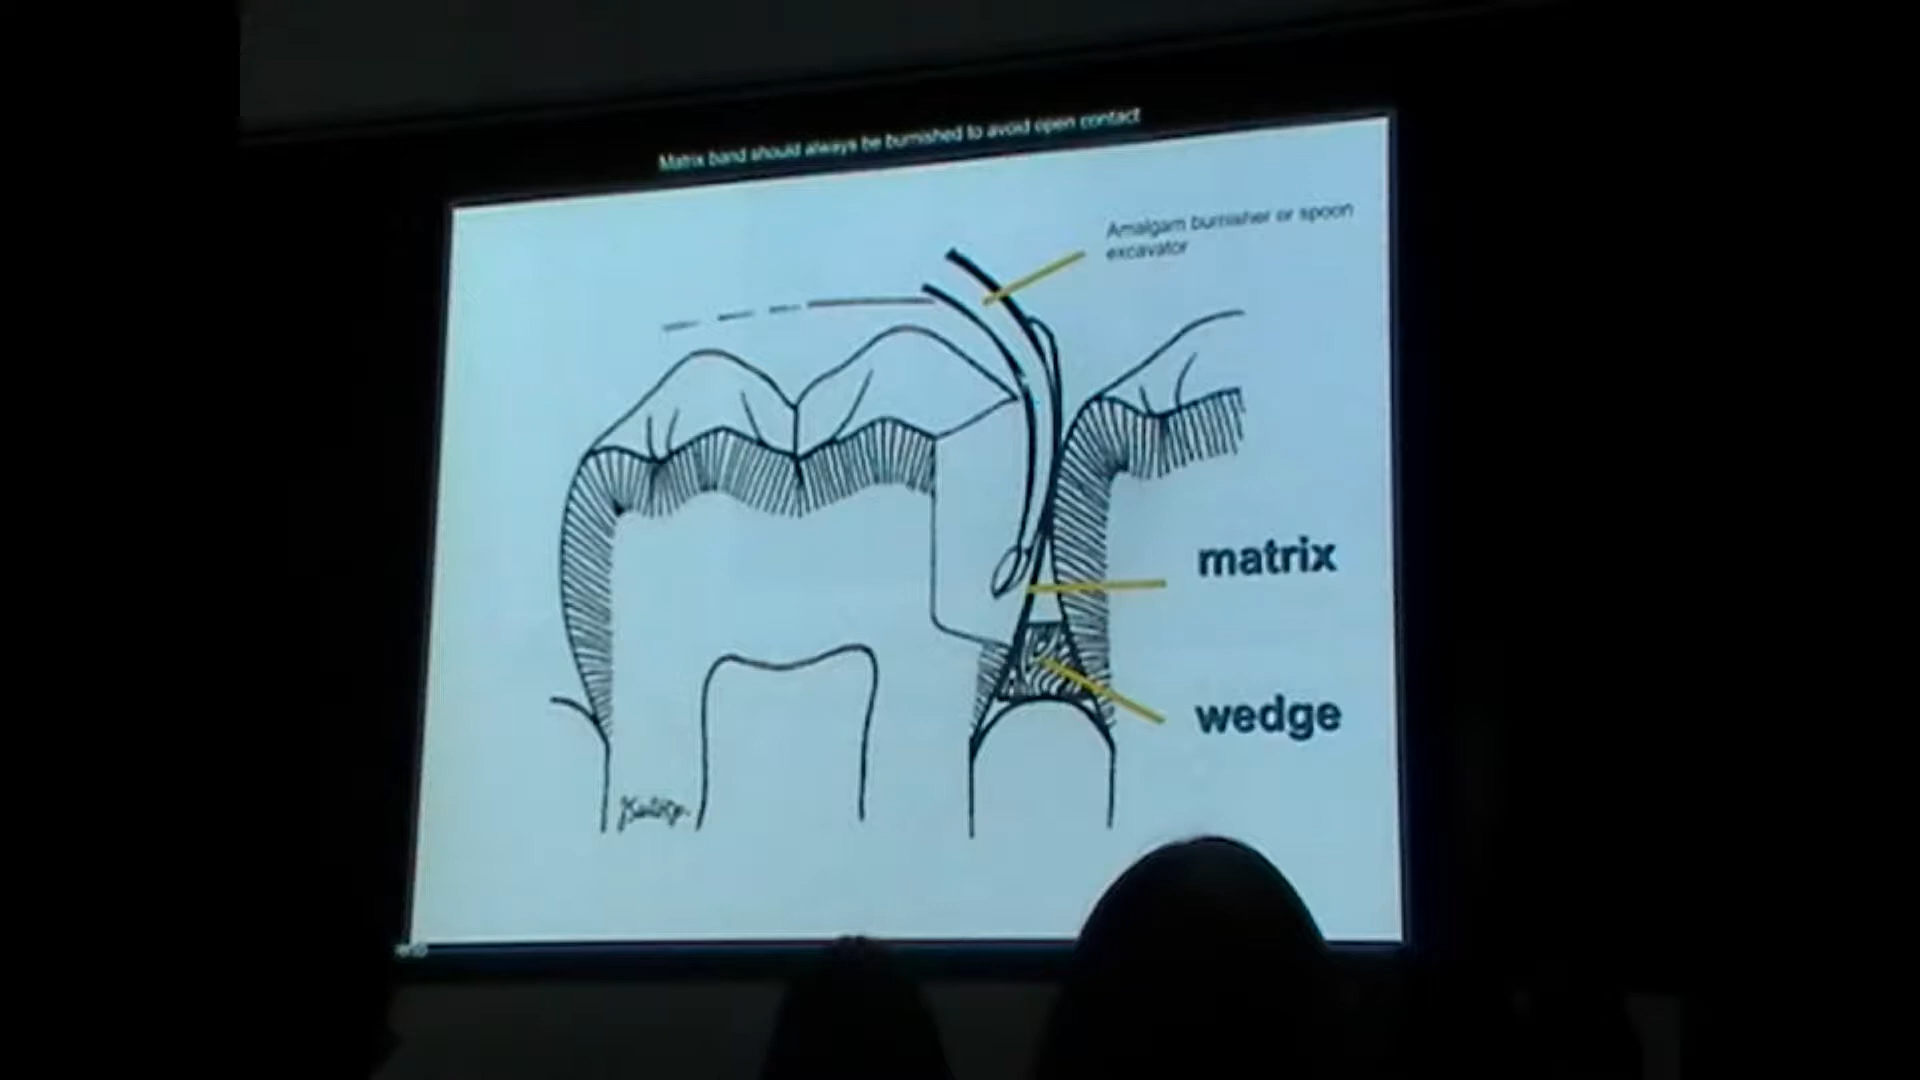 Matrix band should always be burnished to avoid open contact
Amalgam burnisher or spoon
excavator
matrix
wedge